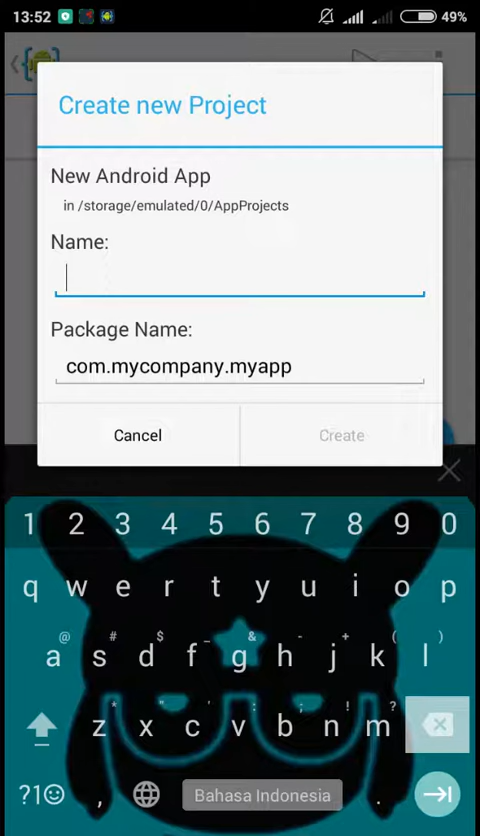 13:52 49%
Create new Project
New Android App
in /storage/emulated/0/AppProjects
Name:
Package Name:
com.mycompany.myapp
Cancel Create
1 2 3 4 5 6 7 8 9 0
q w e r t y u i o p
@ # $ _ & - + ( )
a s d f g h j k l
* " ' : ; ! ?
z x c v b n m
?1☺ , Bahasa Indonesia .